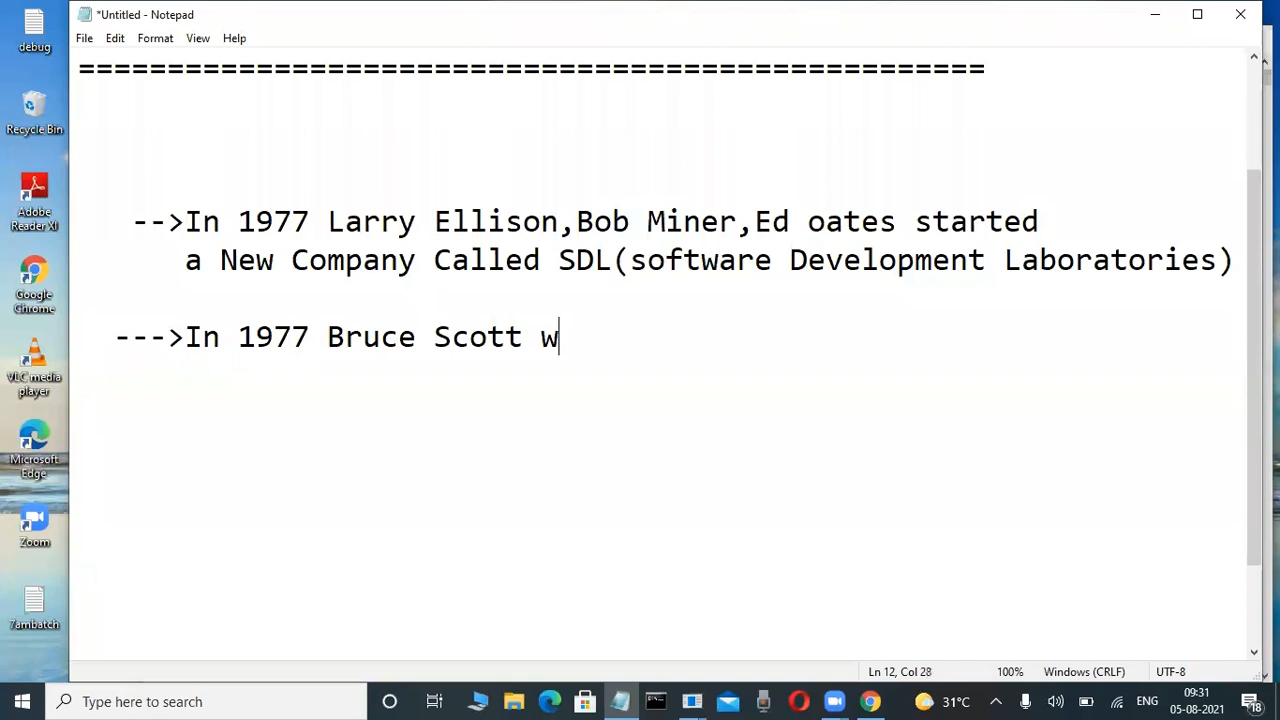 *Untitled - Notepad
File Edit Format View Help
===================================================
-->In 1977 Larry Ellison,Bob Miner,Ed oates started
a New Company Called SDL(software Development Laboratories)
--->In 1977 Bruce Scott w
debug
Recycle Bin
Adobe
Reader XI
Google
Chrome
VLC media
player
Microsoft
Edge
Zoom
7ambatch
Ln 12, Col 28 100% Windows (CRLF) UTF-8
Type here to search
31°C
ENG
09:31
05-08-2021
18